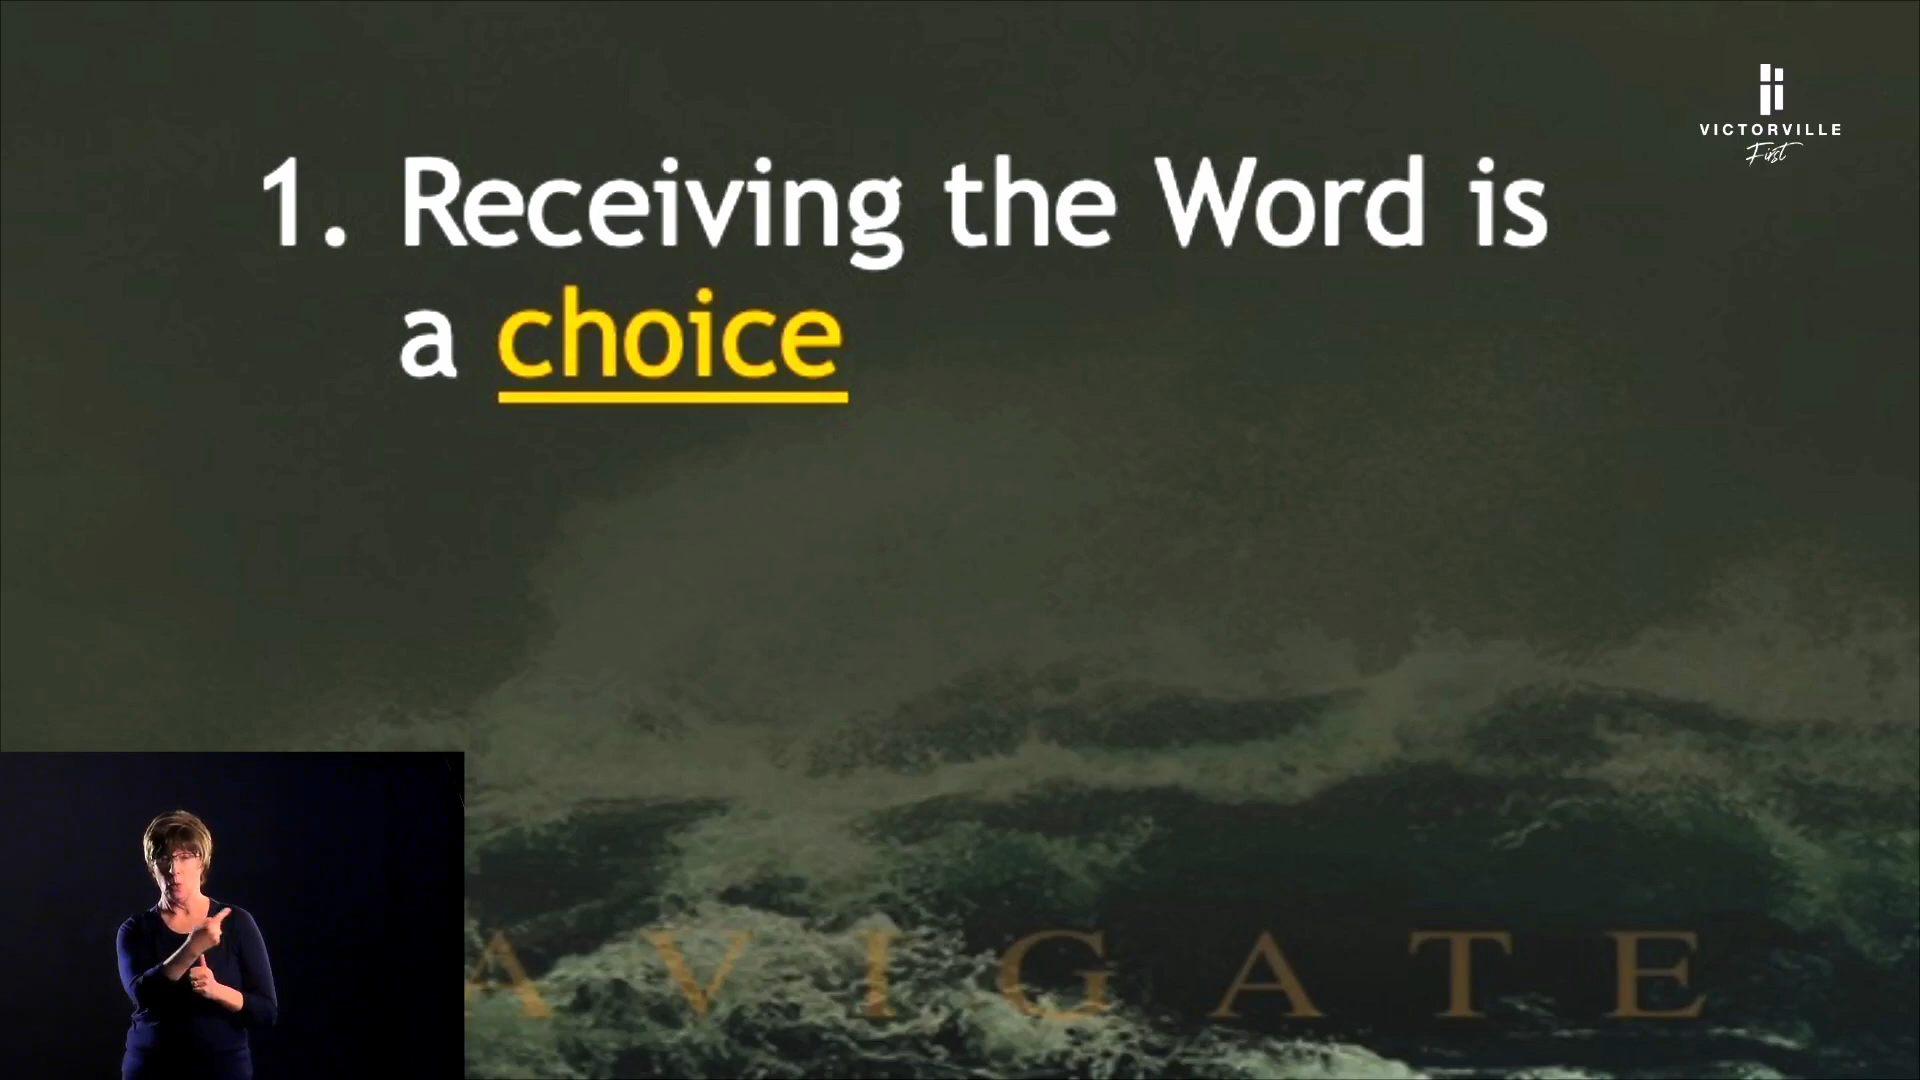 VICTORVILLE
First
1. Receiving the Word is
a choice
AVIGATE